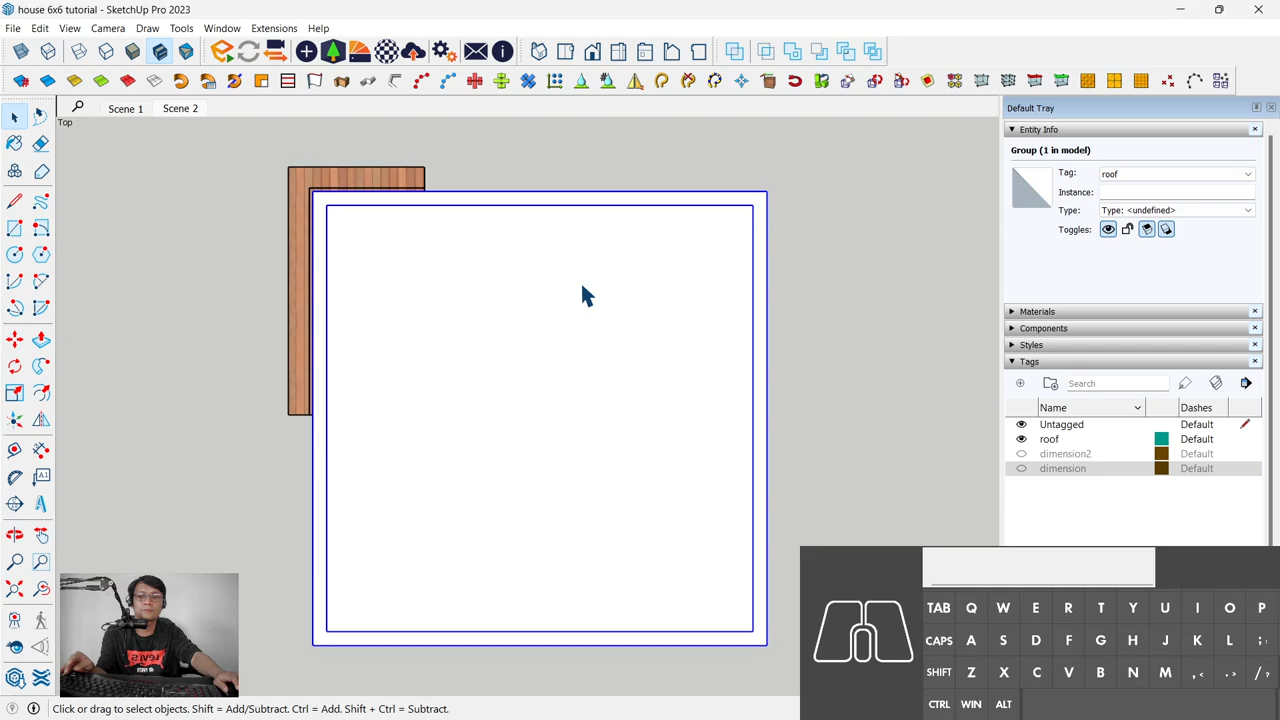 house 6x6 tutorial - SketchUp Pro 2023
File Edit View Camera Draw Tools Window Extensions Help
Scene 1 Scene 2
Top
Default Tray
Entity Info
Group (1 in model)
Tag: roof
Instance:
Type: Type: <undefined>
Toggles:
Materials
Components
Styles
Tags
Search
Name Dashes
Untagged Default
roof Default
dimension2 Default
dimension Default
LEVI'S
TAB Q W E R T Y U I O P
CAPS A S D F G H J K L ; :
SHIFT Z X C V B N M , < . > / ?
CTRL WIN ALT
Click or drag to select objects. Shift = Add/Subtract. Ctrl = Add. Shift + Ctrl = Subtract.